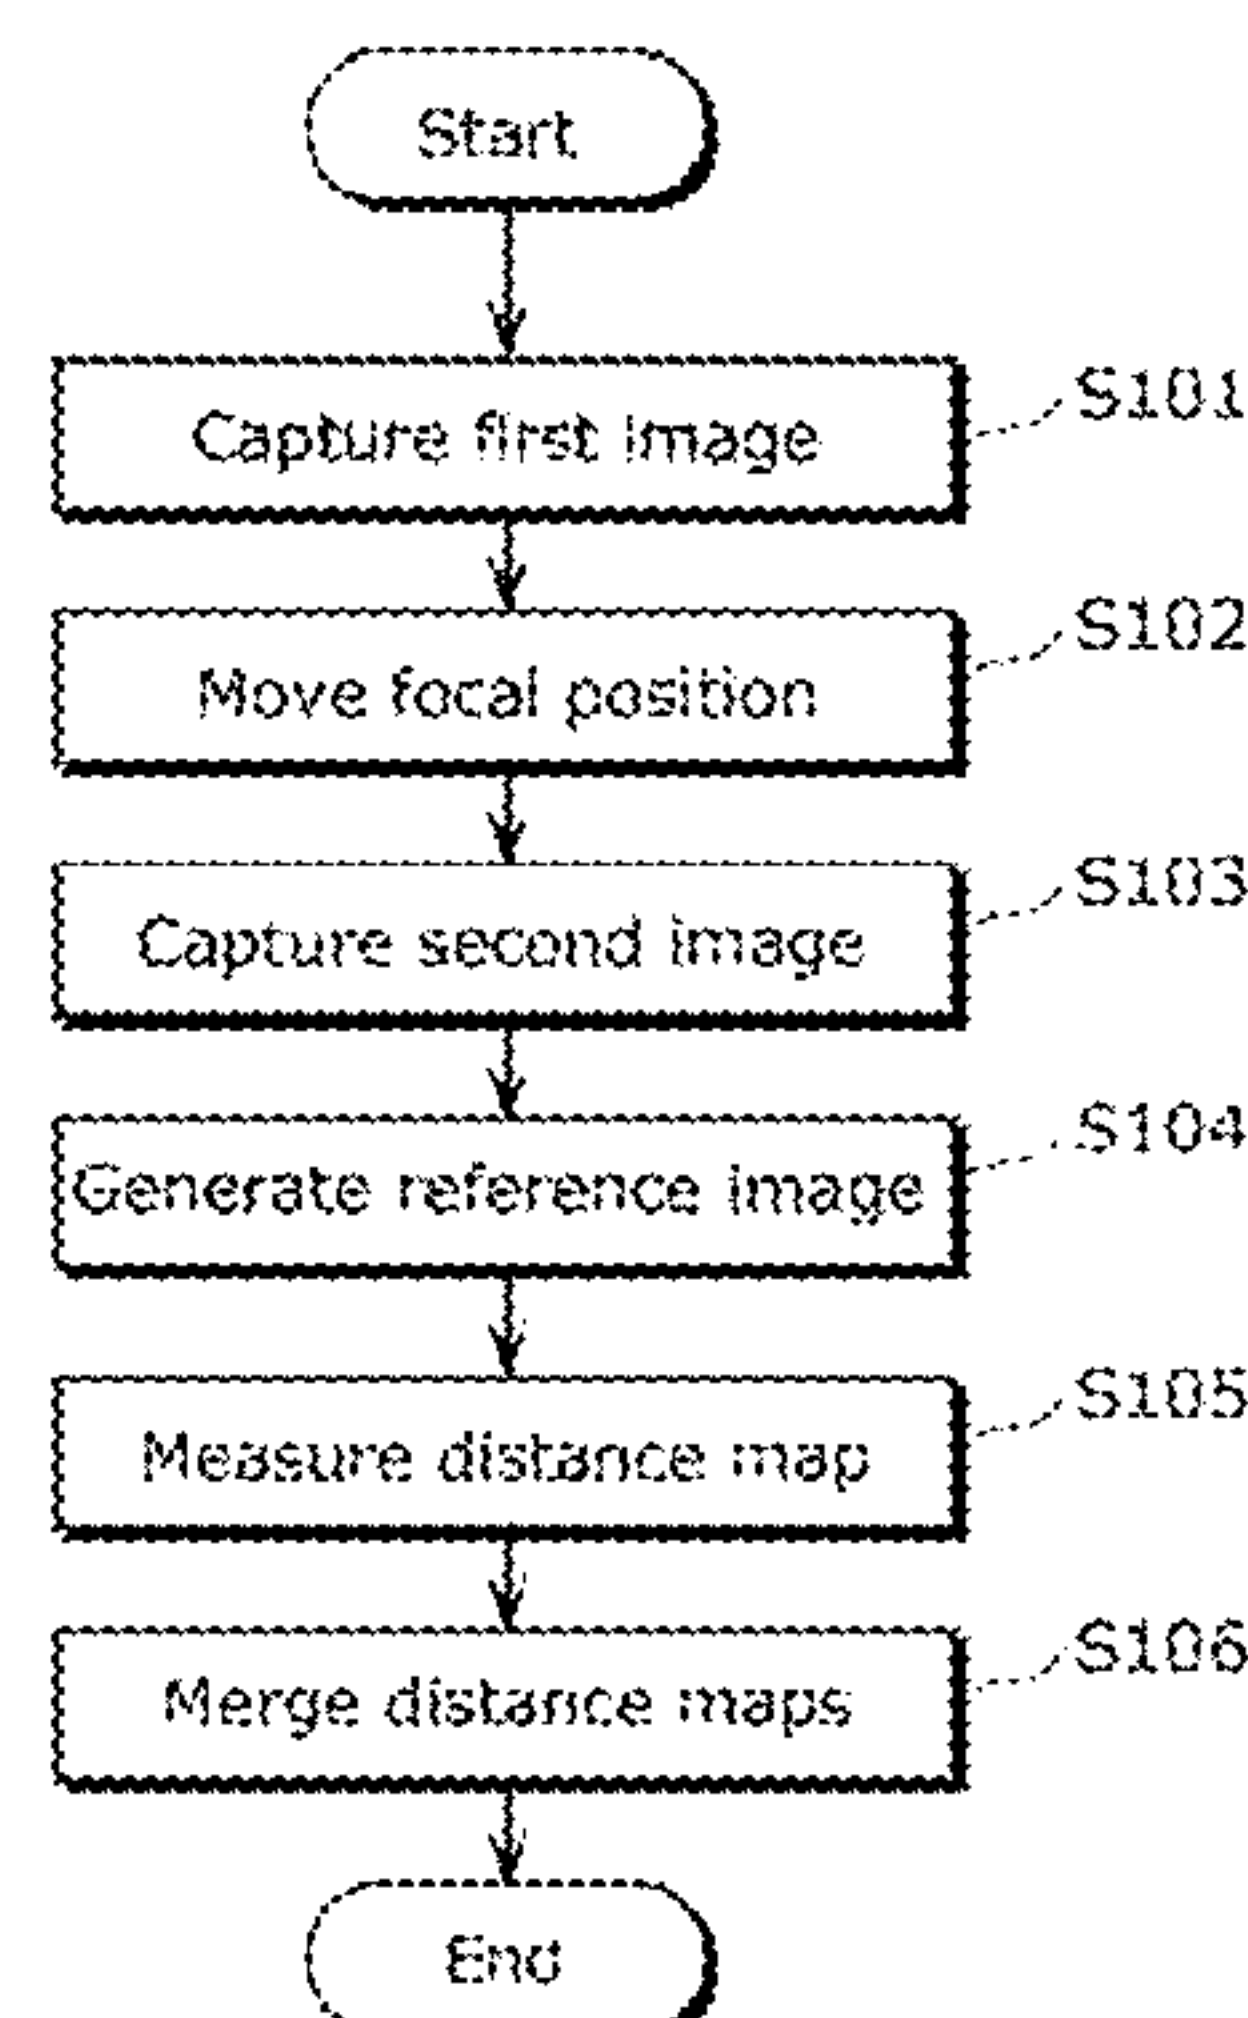 Start
Capture first image
S101
Move focal position
S102
Capture second image
S103
Generate reference image
S104
Measure distance map
S105
Merge distance maps
S106
End